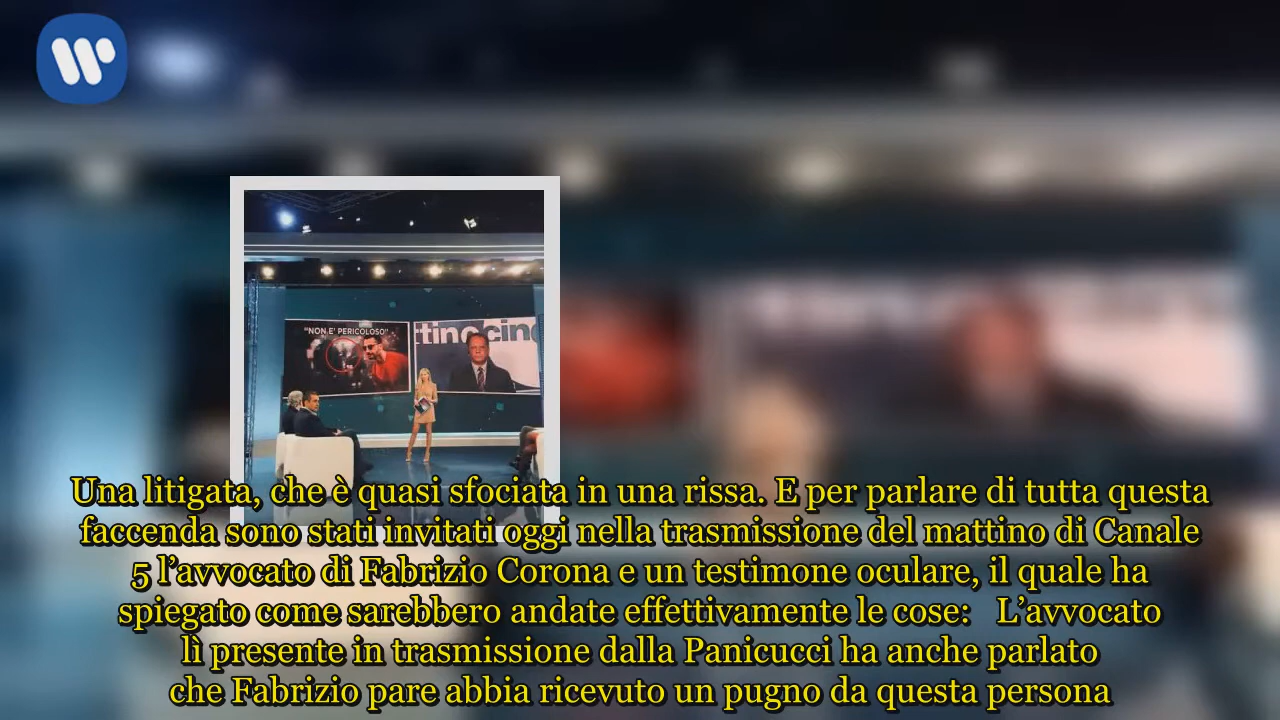 "NON E' PERICOLOSO"
ttinocinq
Una litigata, che è quasi sfociata in una rissa. E per parlare di tutta questa
faccenda sono stati invitati oggi nella trasmissione del mattino di Canale
5 l’avvocato di Fabrizio Corona e un testimone oculare, il quale ha
spiegato come sarebbero andate effettivamente le cose: L’avvocato
lì presente in trasmissione dalla Panicucci ha anche parlato
che Fabrizio pare abbia ricevuto un pugno da questa persona